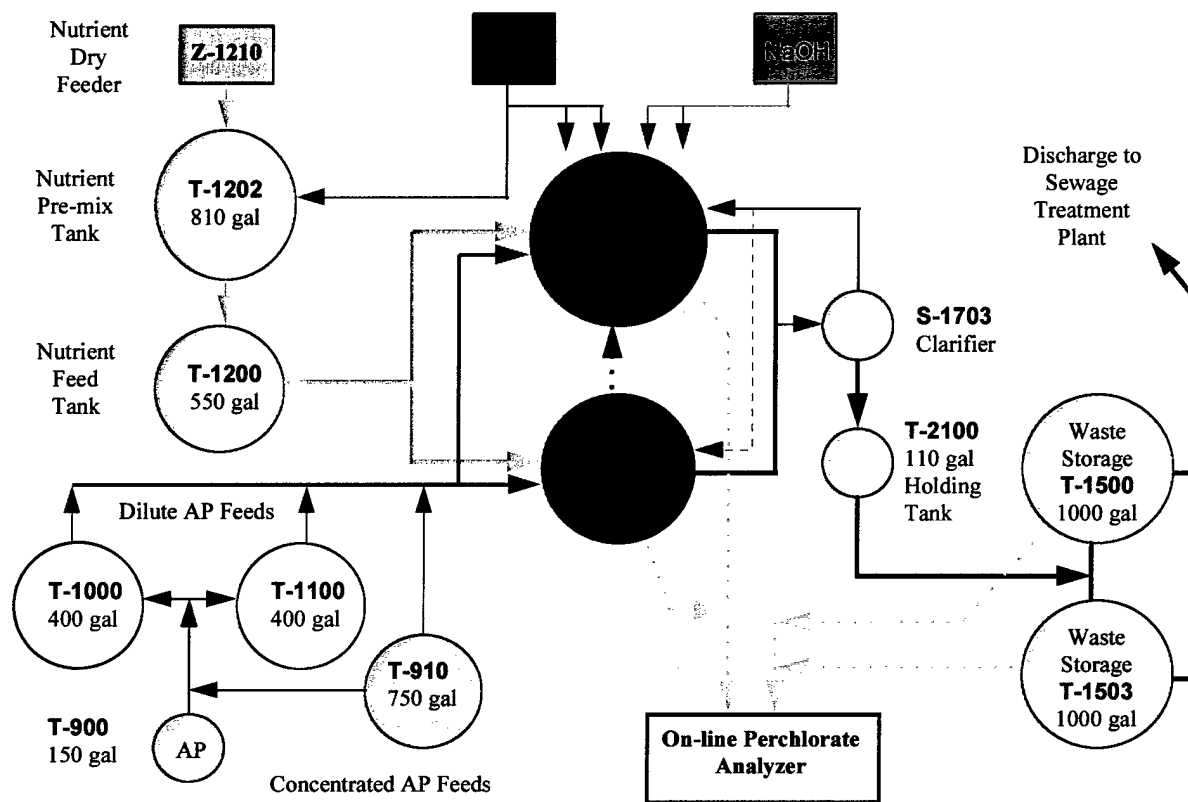 Nutrient
Dry
Feeder
Z-1210
NaOH
Nutrient
Pre-mix
Tank
T-1202
810 gal
Discharge to
Sewage
Treatment
Plant
S-1703
Clarifier
Nutrient
Feed
Tank
T-1200
550 gal
T-2100
110 gal
Holding
Tank
Waste
Storage
T-1500
1000 gal
Dilute AP Feeds
T-1000
400 gal
T-1100
400 gal
T-910
750 gal
Waste
Storage
T-1503
1000 gal
T-900
150 gal
AP
On-line Perchlorate
Analyzer
Concentrated AP Feeds